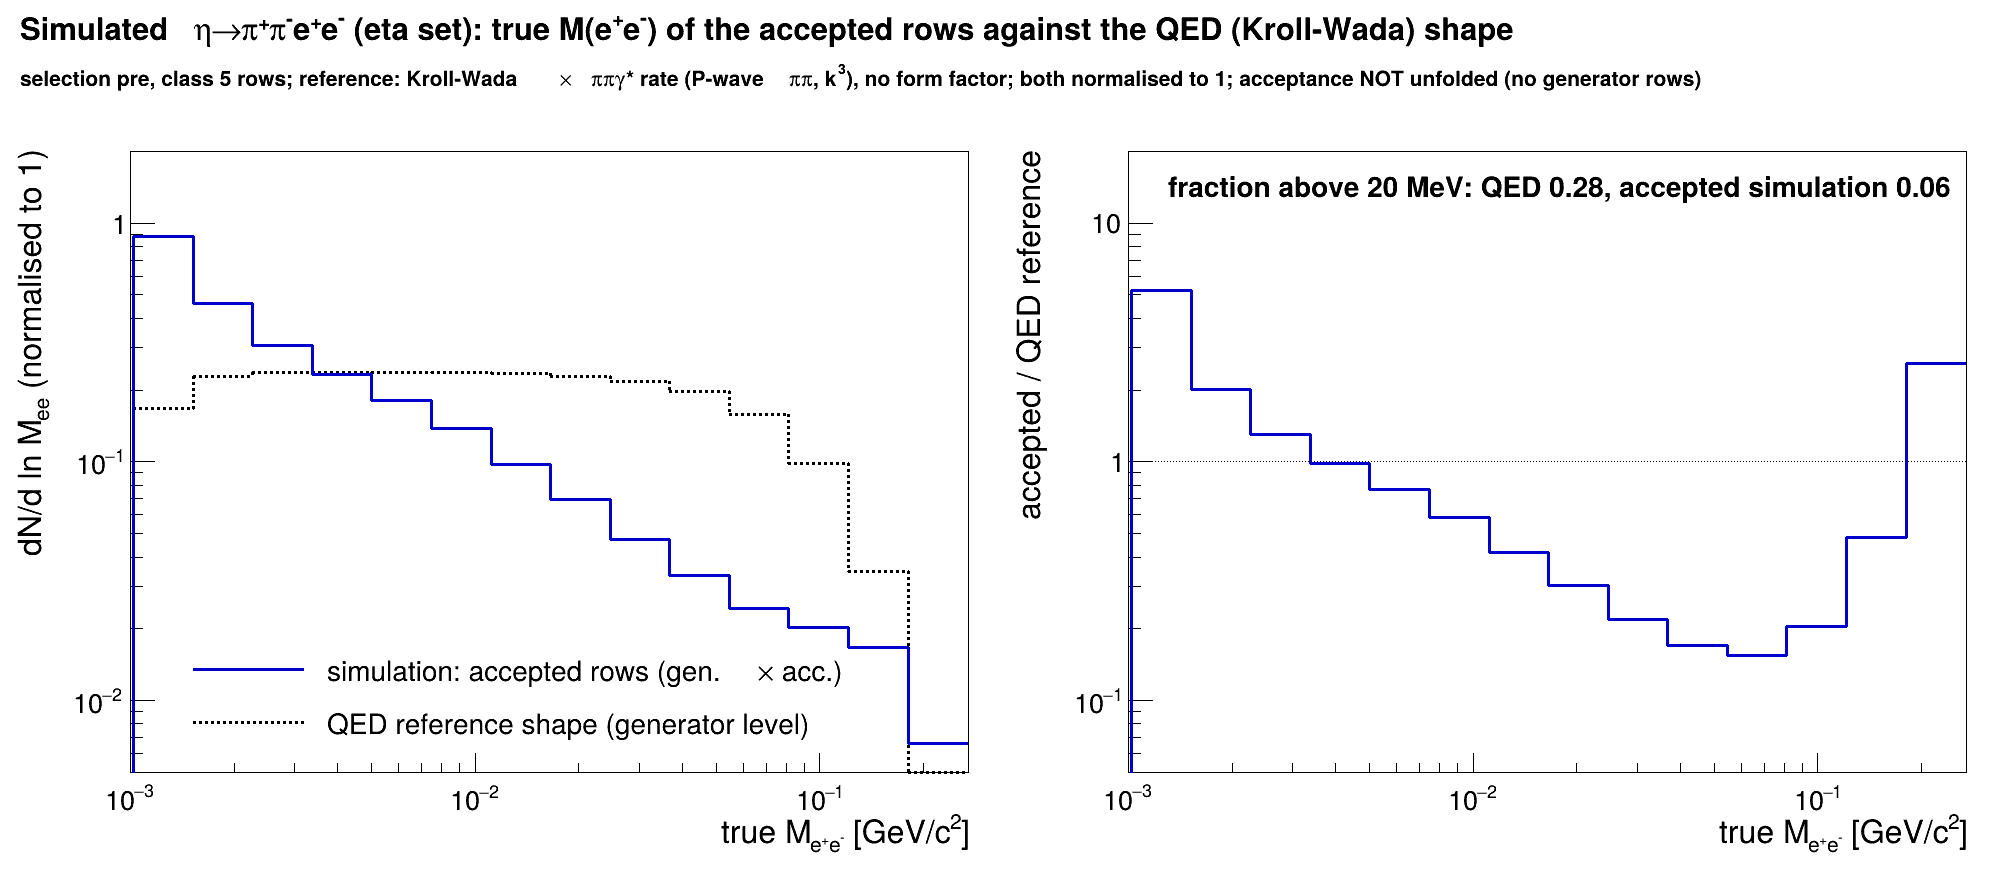 Simulated η→π⁺π⁻e⁺e⁻ (eta set): true M(e⁺e⁻) of the accepted rows against the QED (Kroll-Wada) shape
selection pre, class 5 rows; reference: Kroll-Wada × ππγ* rate (P-wave ππ, k³), no form factor; both normalised to 1; acceptance NOT unfolded (no generator rows)
dN/d ln Mₑₑ (normalised to 1)
1
10⁻¹
10⁻²
simulation: accepted rows (gen. × acc.)
QED reference shape (generator level)
10⁻³ 10⁻² 10⁻¹
true M_e⁺e⁻ [GeV/c²]
accepted / QED reference
fraction above 20 MeV: QED 0.28, accepted simulation 0.06
10
1
10⁻¹
10⁻³ 10⁻² 10⁻¹
true M_e⁺e⁻ [GeV/c²]